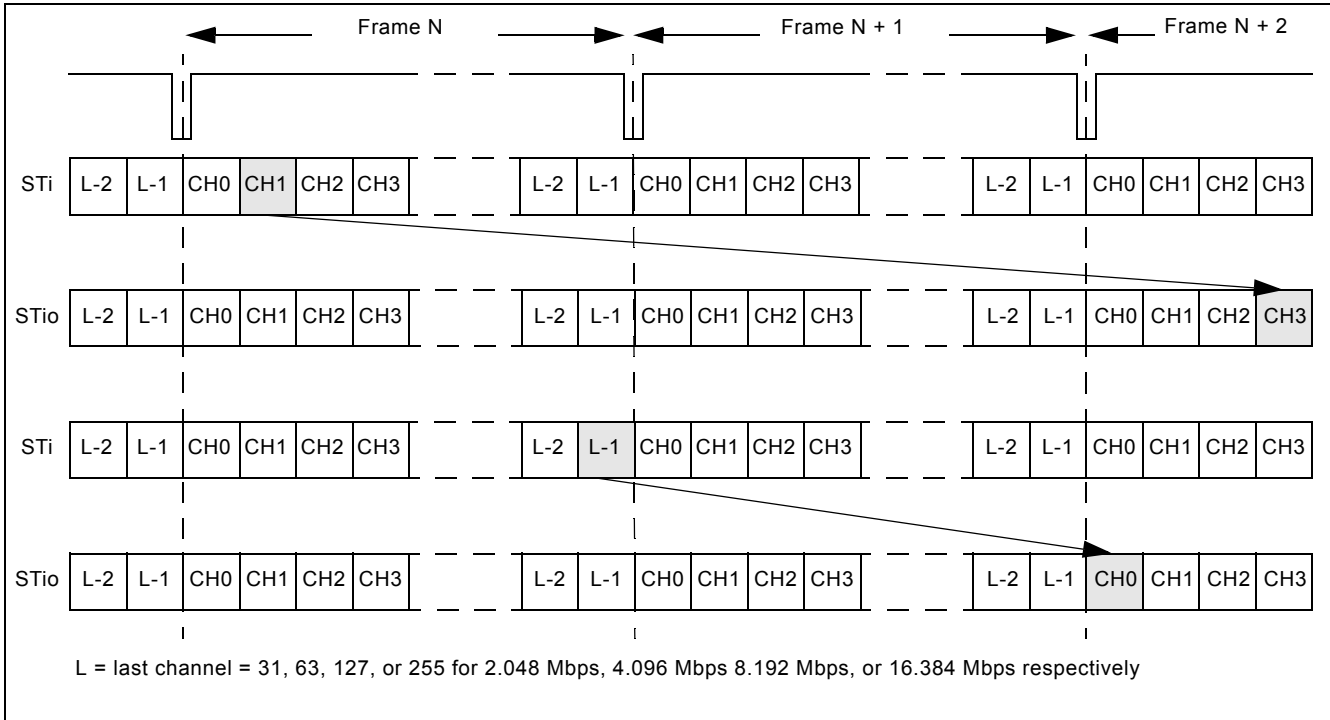 Frame N Frame N + 1 Frame N + 2
STi L-2 L-1 CH0 CH1 CH2 CH3 L-2 L-1 CH0 CH1 CH2 CH3 L-2 L-1 CH0 CH1 CH2 CH3
STio L-2 L-1 CH0 CH1 CH2 CH3 L-2 L-1 CH0 CH1 CH2 CH3 L-2 L-1 CH0 CH1 CH2 CH3
STi L-2 L-1 CH0 CH1 CH2 CH3 L-2 L-1 CH0 CH1 CH2 CH3 L-2 L-1 CH0 CH1 CH2 CH3
STio L-2 L-1 CH0 CH1 CH2 CH3 L-2 L-1 CH0 CH1 CH2 CH3 L-2 L-1 CH0 CH1 CH2 CH3
L = last channel = 31, 63, 127, or 255 for 2.048 Mbps, 4.096 Mbps 8.192 Mbps, or 16.384 Mbps respectively